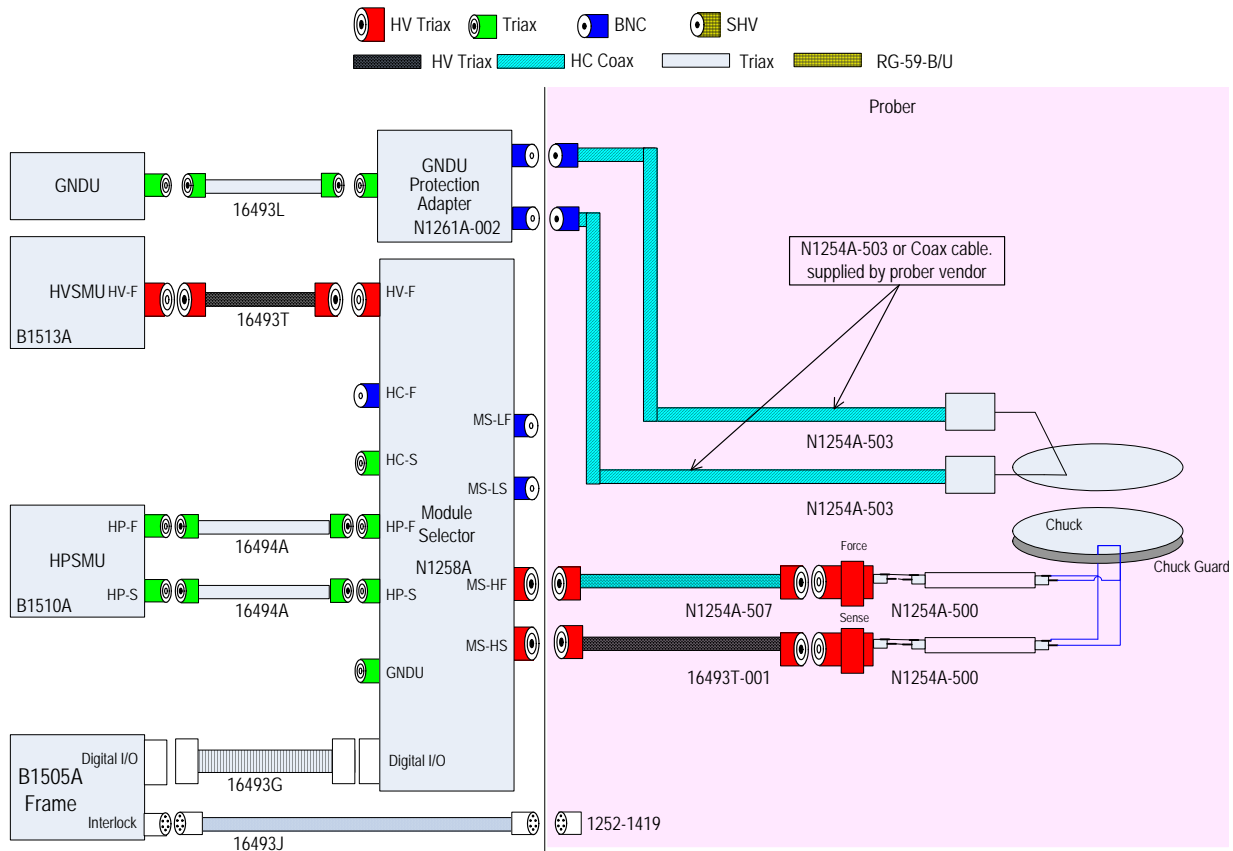 HV Triax
Triax
BNC
SHV
HV Triax
HC Coax
Triax
RG-59-B/U
Prober
GNDU
16493L
GNDU
Protection
Adapter
N1261A-002
N1254A-503 or Coax cable.
supplied by prober vendor
HVSMU
HV-F
B1513A
16493T
HV-F
HC-F
HC-S
MS-LF
MS-LS
N1254A-503
N1254A-503
HPSMU
HP-F
HP-S
B1510A
16494A
16494A
HP-F
HP-S
Module
Selector
N1258A
MS-HF
MS-HS
GNDU
Digital I/O
N1254A-507
16493T-001
Force
Sense
N1254A-500
N1254A-500
Chuck
Chuck Guard
B1505A
Frame
Digital I/O
Interlock
16493G
16493J
1252-1419